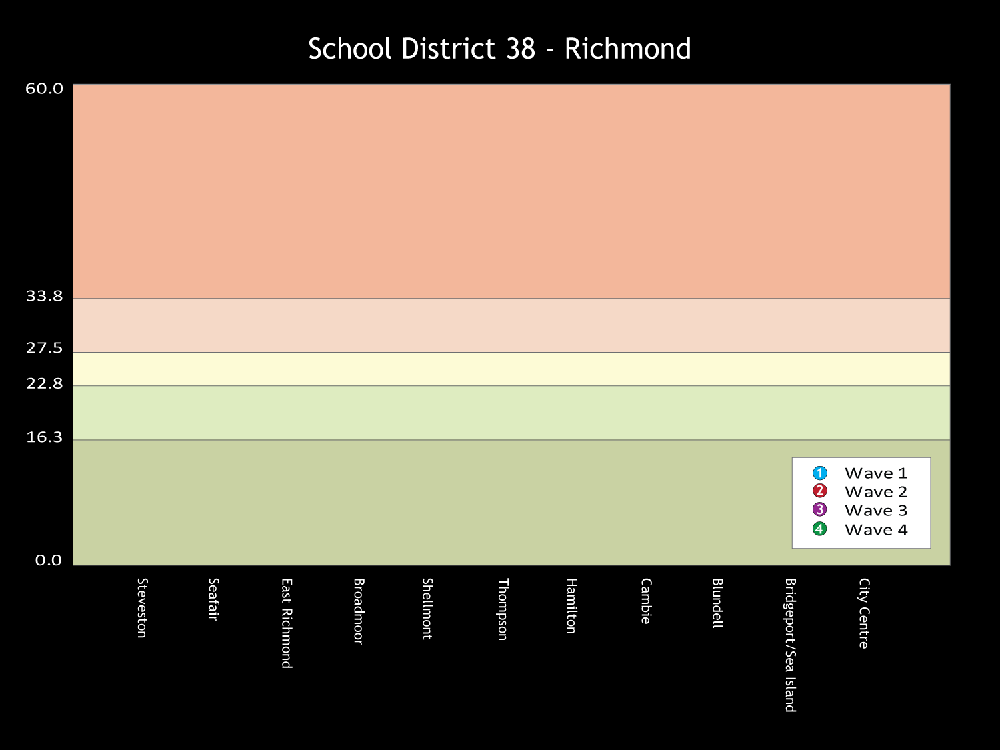 School District 38 - Richmond
60.0
33.8
27.5
22.8
16.3
0.0
1 Wave 1
2 Wave 2
3 Wave 3
4 Wave 4
Steveston
Seafair
East Richmond
Broadmoor
Shellmont
Thompson
Hamilton
Cambie
Blundell
Bridgeport/Sea Island
City Centre